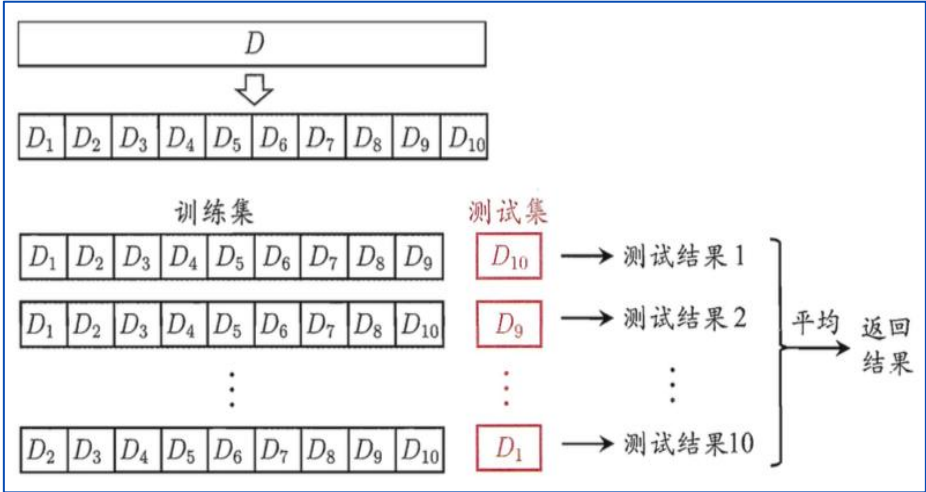 D
D₁ D₂ D₃ D₄ D₅ D₆ D₇ D₈ D₉ D₁₀
训练集 测试集
D₁ D₂ D₃ D₄ D₅ D₆ D₇ D₈ D₉ D₁₀ 测试结果1
D₁ D₂ D₃ D₄ D₅ D₆ D₇ D₈ D₁₀ D₉ 测试结果2
平均 返回
结果
D₂ D₃ D₄ D₅ D₆ D₇ D₈ D₉ D₁₀ D₁ 测试结果10